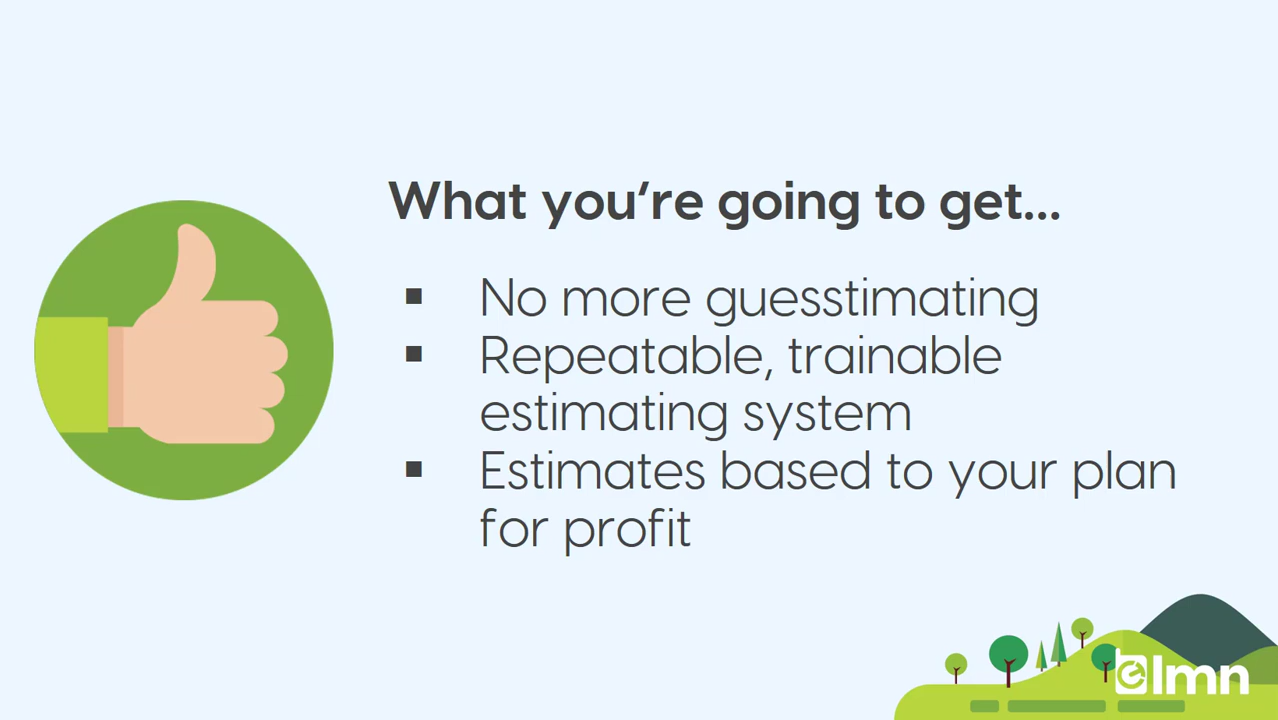 What you’re going to get...
▪ No more guesstimating
▪ Repeatable, trainable
estimating system
▪ Estimates based to your plan
for profit
lmn